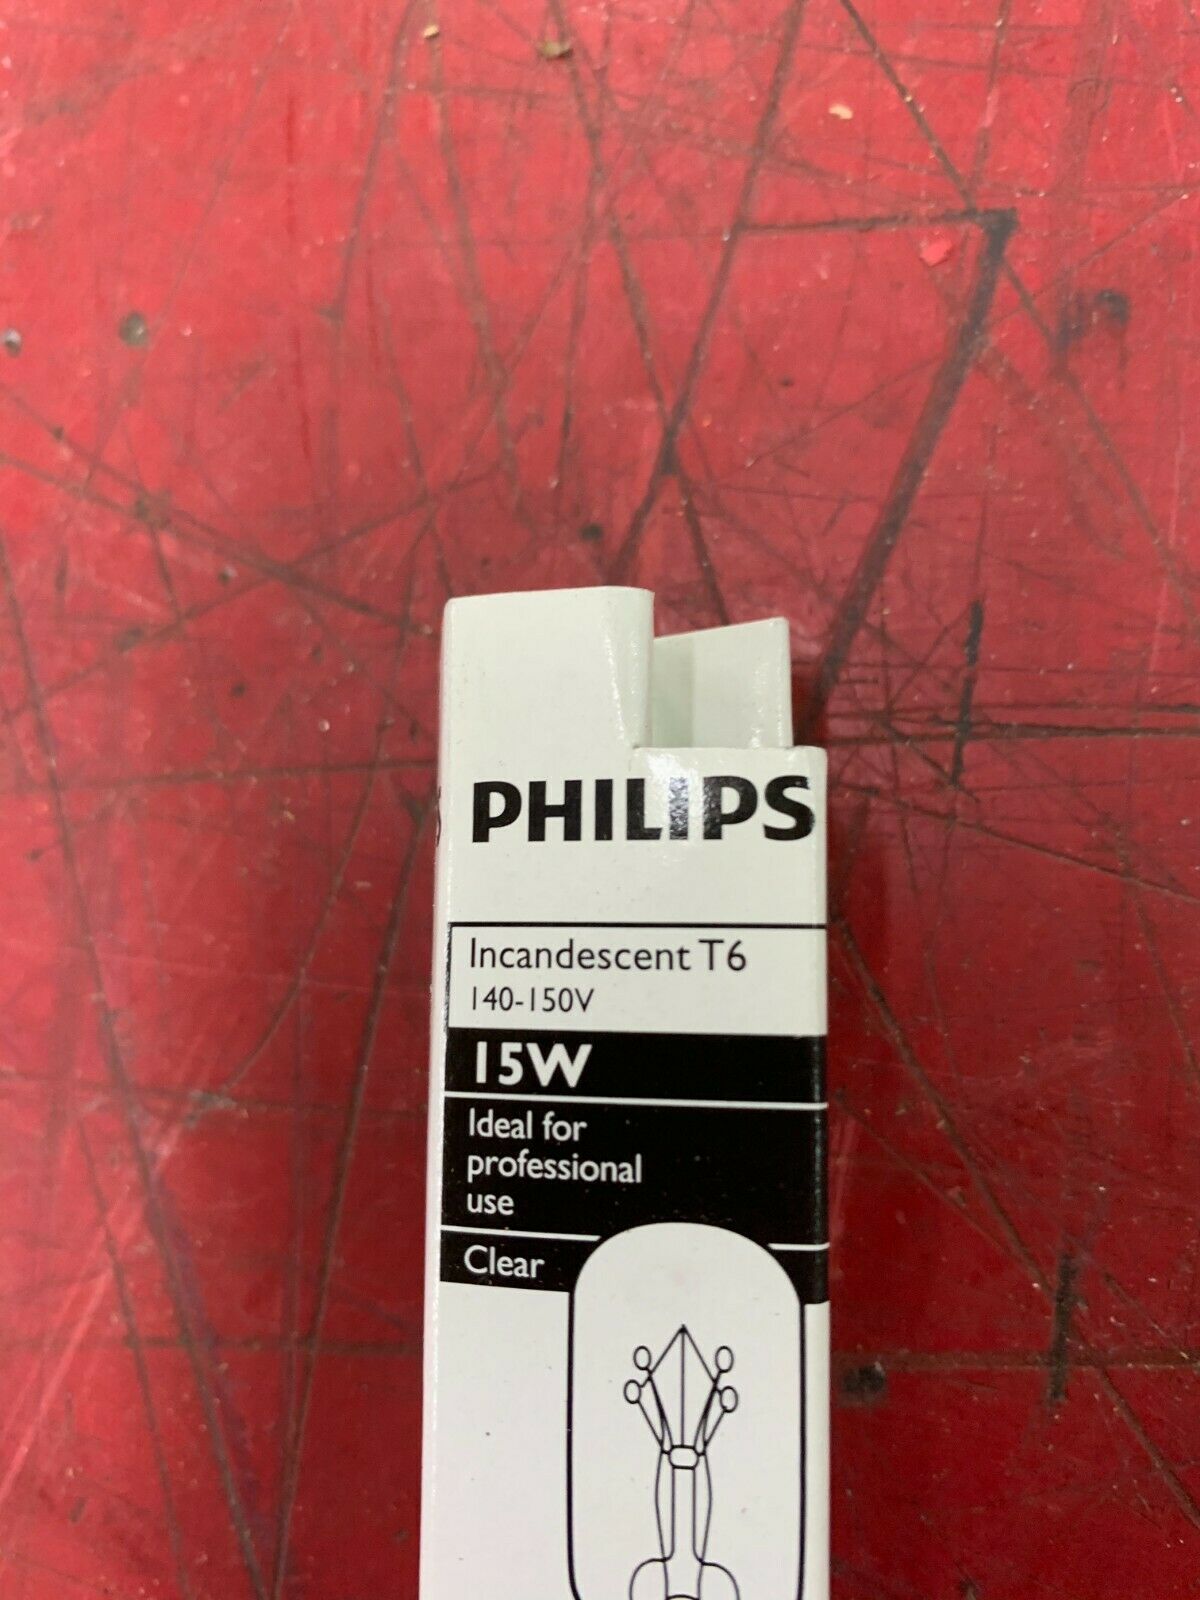 PHILIPS
Incandescent T6
140-150V
15W
Ideal for
professional
use
Clear